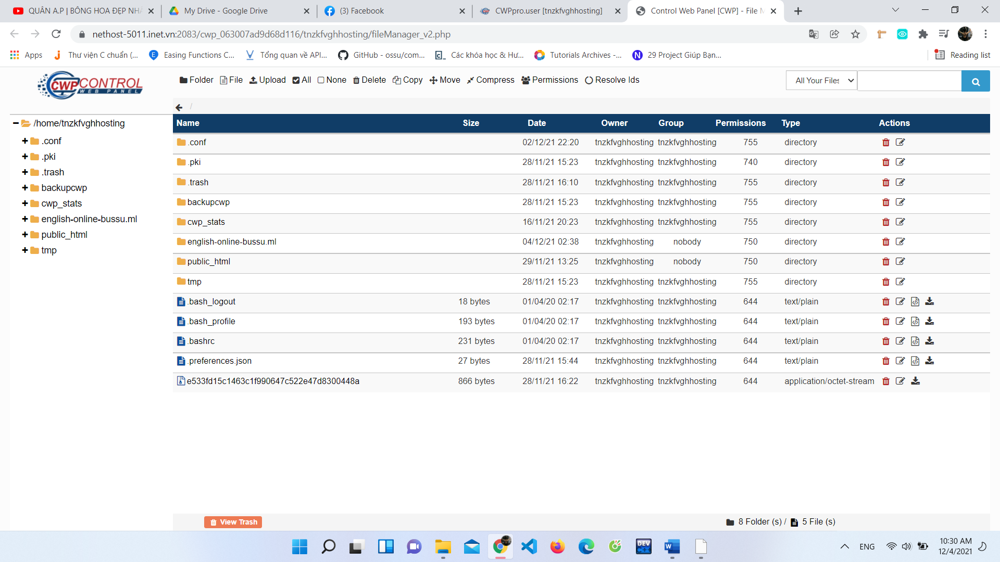 QUÂN A.P | BÔNG HOA ĐẸP NHẤ
My Drive - Google Drive
(3) Facebook
CWPpro.user [tnzkfvghhosting]
Control Web Panel [CWP] - File M
nethost-5011.inet.vn:2083/cwp_063007ad9d68d116/tnzkfvghhosting/fileManager_v2.php
Apps
Thư viện C chuẩn (...
Easing Functions C...
Tổng quan về API...
GitHub - ossu/com...
Các khóa học & Hư...
Tutorials Archives -...
29 Project Giúp Bạn...
Reading list
CWP CONTROL
WEB PANEL
Folder File Upload All None Delete Copy Move Compress Permissions Resolve Ids
All Your Files
/
/home/tnzkfvghhosting
.conf
.pki
.trash
backupcwp
cwp_stats
english-online-bussu.ml
public_html
tmp
Name Size Date Owner Group Permissions Type Actions
.conf 02/12/21 22:20 tnzkfvghhosting tnzkfvghhosting 755 directory
.pki 28/11/21 15:23 tnzkfvghhosting tnzkfvghhosting 740 directory
.trash 28/11/21 16:10 tnzkfvghhosting tnzkfvghhosting 755 directory
backupcwp 28/11/21 15:23 tnzkfvghhosting tnzkfvghhosting 755 directory
cwp_stats 16/11/21 20:23 tnzkfvghhosting tnzkfvghhosting 755 directory
english-online-bussu.ml 04/12/21 02:38 tnzkfvghhosting nobody 750 directory
public_html 29/11/21 13:25 tnzkfvghhosting nobody 750 directory
tmp 28/11/21 15:23 tnzkfvghhosting tnzkfvghhosting 755 directory
.bash_logout 18 bytes 01/04/20 02:17 tnzkfvghhosting tnzkfvghhosting 644 text/plain
.bash_profile 193 bytes 01/04/20 02:17 tnzkfvghhosting tnzkfvghhosting 644 text/plain
.bashrc 231 bytes 01/04/20 02:17 tnzkfvghhosting tnzkfvghhosting 644 text/plain
.preferences.json 27 bytes 28/11/21 15:44 tnzkfvghhosting tnzkfvghhosting 644 text/plain
e533fd15c1463c1f990647c522e47d8300448a 866 bytes 28/11/21 16:22 tnzkfvghhosting tnzkfvghhosting 644 application/octet-stream
View Trash
8 Folder (s) / 5 File (s)
DEV
C++
W
ENG
10:30 AM
12/4/2021